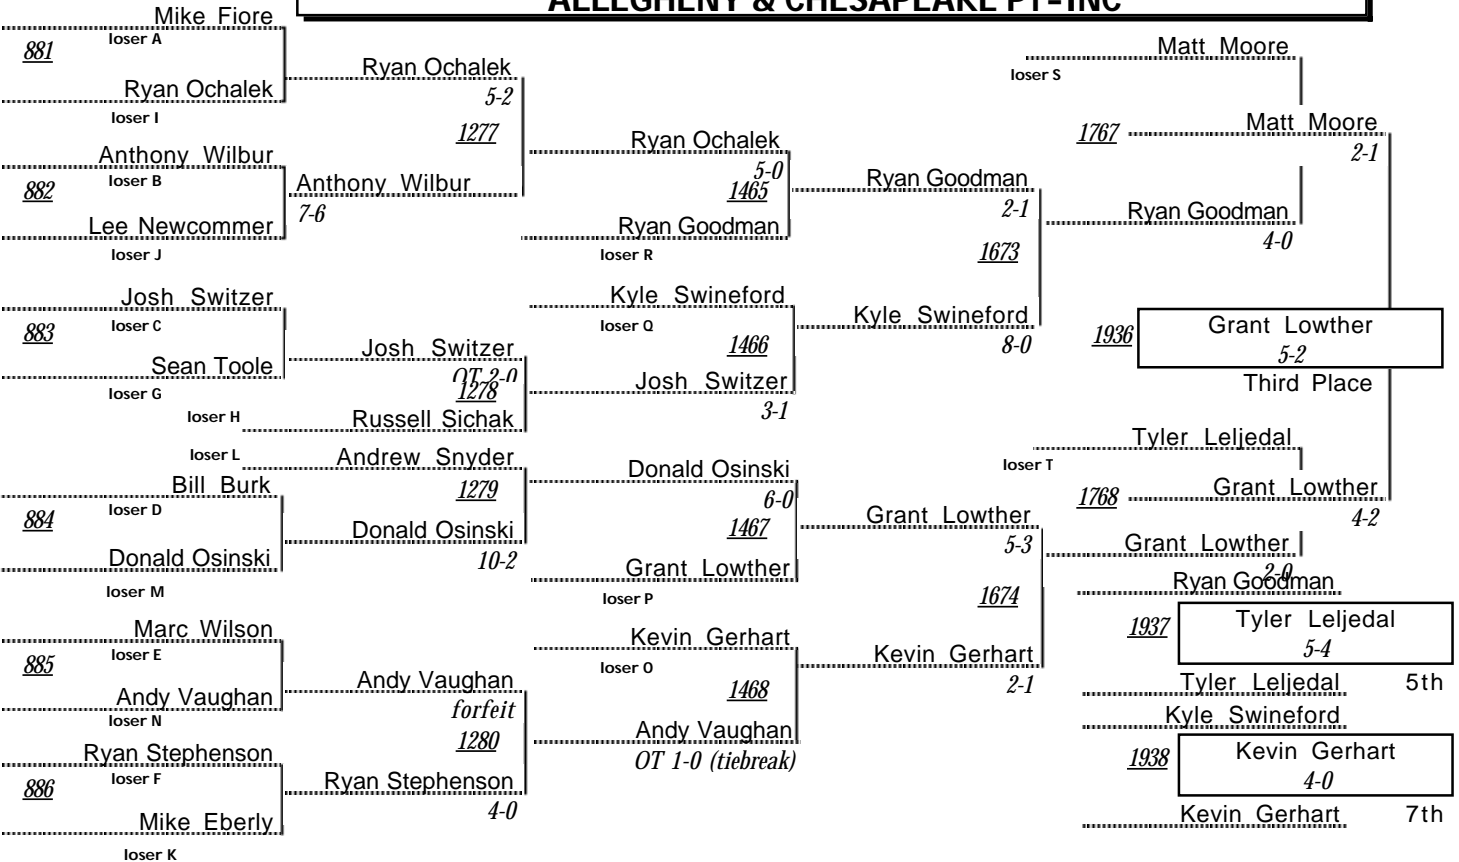 ALLEGHENY & CHESAPEAKE PT-INC
Mike Fiore
loser A
881
Ryan Ochalek
loser I
Anthony Wilbur
loser B
882
Lee Newcommer
loser J
Josh Switzer
loser C
883
Sean Toole
loser G
loser H
loser L
Bill Burk
loser D
884
Donald Osinski
loser M
Marc Wilson
loser E
885
Andy Vaughan
loser N
Ryan Stephenson
loser F
886
Mike Eberly
loser K
Ryan Ochalek
5-2
1277
Anthony Wilbur
7-6
Josh Switzer
OT 2-0
1278
Russell Sichak
Andrew Snyder
1279
Donald Osinski
10-2
Andy Vaughan
forfeit
1280
Ryan Stephenson
4-0
Ryan Ochalek
5-0
1465
Ryan Goodman
loser R
Kyle Swineford
loser Q
1466
Josh Switzer
3-1
Donald Osinski
6-0
1467
Grant Lowther
loser P
Kevin Gerhart
loser O
1468
Andy Vaughan
OT 1-0 (tiebreak)
Ryan Goodman
2-1
1673
Kyle Swineford
8-0
Grant Lowther
5-3
1674
Kevin Gerhart
2-1
Matt Moore
loser S
1767
Ryan Goodman
4-0
Tyler Leljedal
loser T
1768
Grant Lowther
2-0
Matt Moore
2-1
1936
Grant Lowther
5-2
Third Place
Grant Lowther
4-2
Ryan Goodman
1937
Tyler Leljedal
5-4
Tyler Leljedal 5th
Kyle Swineford
1938
Kevin Gerhart
4-0
Kevin Gerhart 7th